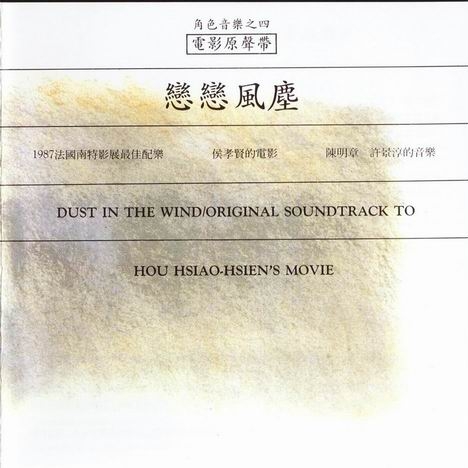 角色音樂之四
電影原聲帶
戀戀風塵
1987法國南特影展最佳配樂 侯孝賢的電影 陳明章 許景淳的音樂
DUST IN THE WIND/ORIGINAL SOUNDTRACK TO
HOU HSIAO-HSIEN'S MOVIE